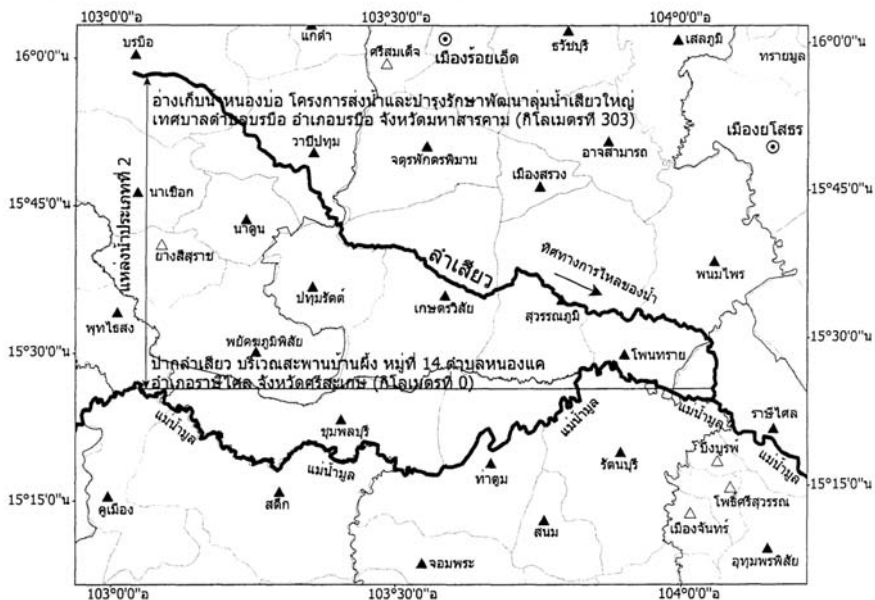 103°0'0"อ
103°30'0"อ
104°0'0"อ
แกดำ
ธวัชบุรี
เสลภูมิ
บรบือ
ศรีสมเด็จ
เมืองร้อยเอ็ด
ทรายมูล
16°0'0"น
16°0'0"น
อ่างเก็บน้ำหนองบ่อ โครงการส่งน้ำและบำรุงรักษาพัฒนาลุ่มน้ำเสียวใหญ่
เทศบาลตำบลบรบือ อำเภอบรบือ จังหวัดมหาสารคาม (กิโลเมตรที่ 303)
เมืองยโสธร
วาปีปทุม
จตุรพักตรพิมาน
อาจสามารถ
เมืองสรวง
แหล่งน้ำประเภทที่ 2
นาเชือก
15°45'0"น
15°45'0"น
นาดูน
ยางสีสุราช
ลำเสียว
ทิศทางการไหลของน้ำ
พนมไพร
ปทุมรัตต์
เกษตรวิสัย
สุวรรณภูมิ
พุทไธสง
พยัคฆภูมิพิสัย
15°30'0"น
15°30'0"น
โพนทราย
ปากลำเสียว บริเวณสะพานบ้านผึ้ง หมู่ที่ 14 ตำบลหนองแค
อำเภอราษีไศล จังหวัดศรีสะเกษ (กิโลเมตรที่ 0)
แม่น้ำมูล
ชุมพลบุรี
แม่น้ำมูล
แม่น้ำมูล
ราษีไศล
แม่น้ำมูล
แม่น้ำมูล
บึงบูรพ์
ท่าตูม
รัตนบุรี
15°15'0"น
15°15'0"น
คูเมือง
สตึก
โพธิ์ศรีสุวรรณ
เมืองจันทร์
สนม
จอมพระ
อุทุมพรพิสัย
103°0'0"อ
103°30'0"อ
104°0'0"อ